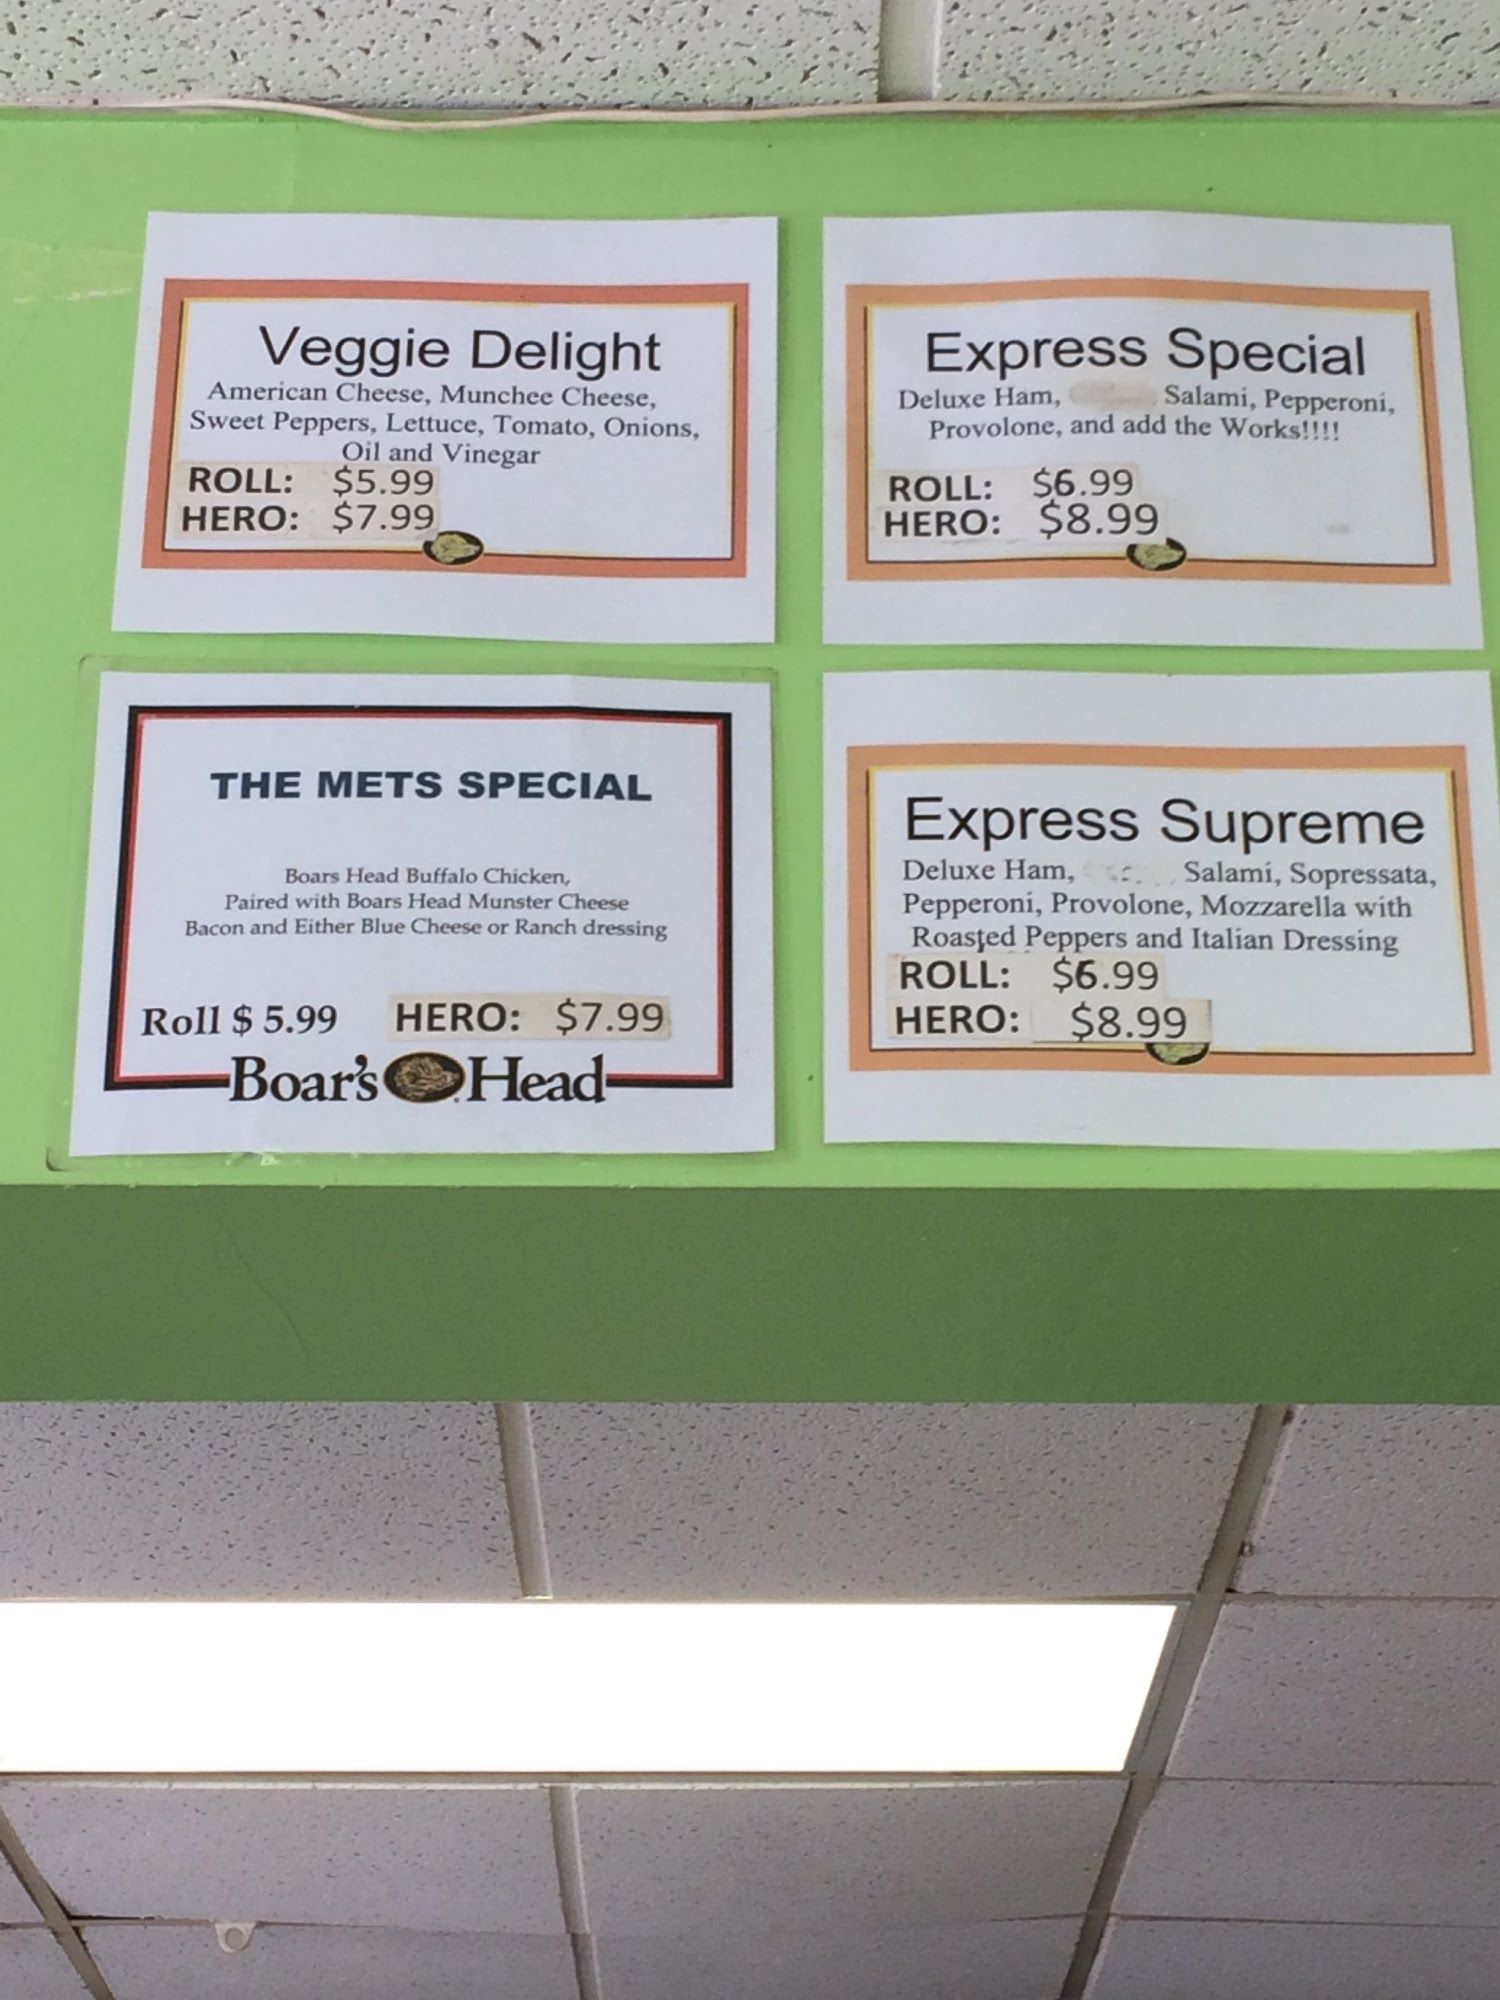 Veggie Delight
American Cheese, Munchee Cheese,
Sweet Peppers, Lettuce, Tomato, Onions,
Oil and Vinegar
ROLL: $5.99
HERO: $7.99
Express Special
Deluxe Ham, Salami, Pepperoni,
Provolone, and add the Works!!!!
ROLL: $6.99
HERO: $8.99
THE METS SPECIAL
Boars Head Buffalo Chicken,
Paired with Boars Head Munster Cheese
Bacon and Either Blue Cheese or Ranch dressing
Roll $ 5.99 HERO: $7.99
Boar's Head
Express Supreme
Deluxe Ham, Salami, Sopressata,
Pepperoni, Provolone, Mozzarella with
Roasted Peppers and Italian Dressing
ROLL: $6.99
HERO: $8.99